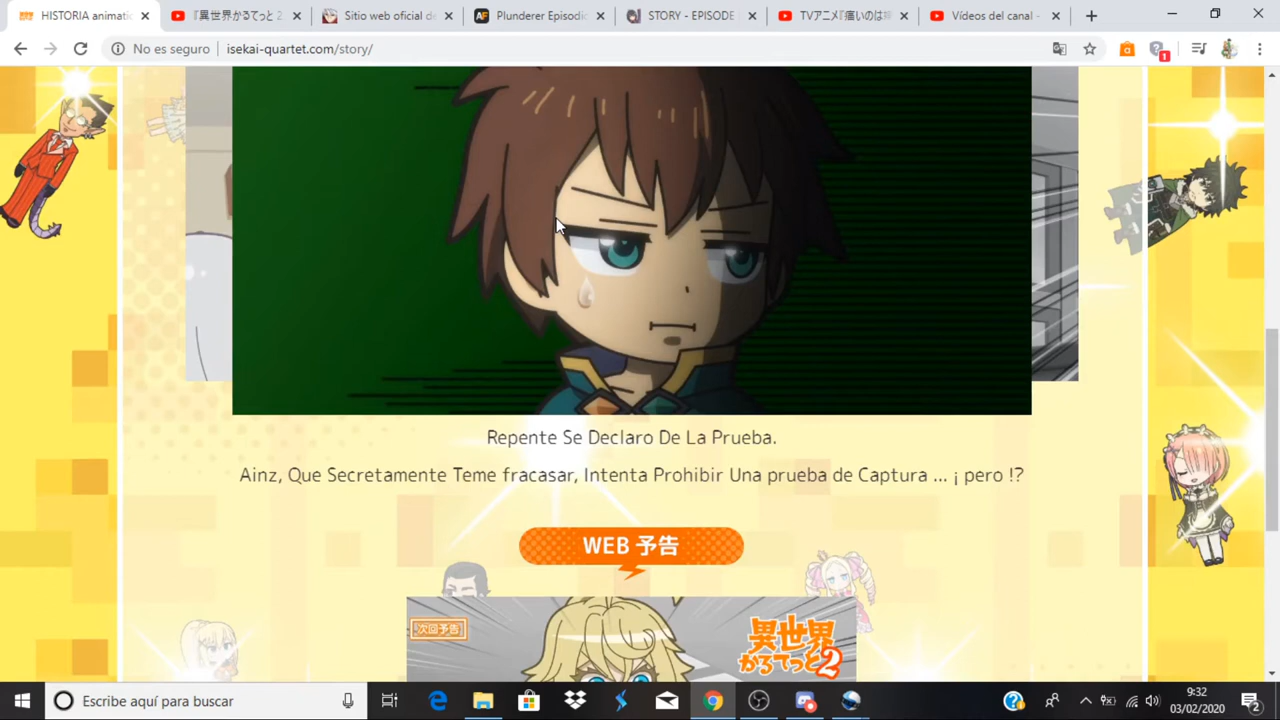 HISTORIA animatic
『異世界かるてっと 2
Sitio web oficial de
Plunderer Episodio
STORY - EPISODE
TVアニメ『痛いのは嫌
Vídeos del canal -
No es seguro
isekai-quartet.com/story/
1
Repente Se Declaro De La Prueba.
Ainz, Que Secretamente Teme fracasar, Intenta Prohibir Una prueba de Captura ... ¡ pero !?
WEB 予告
次回予告
異世界
かるてっと2
Escribe aquí para buscar
9:32
03/02/2020
2